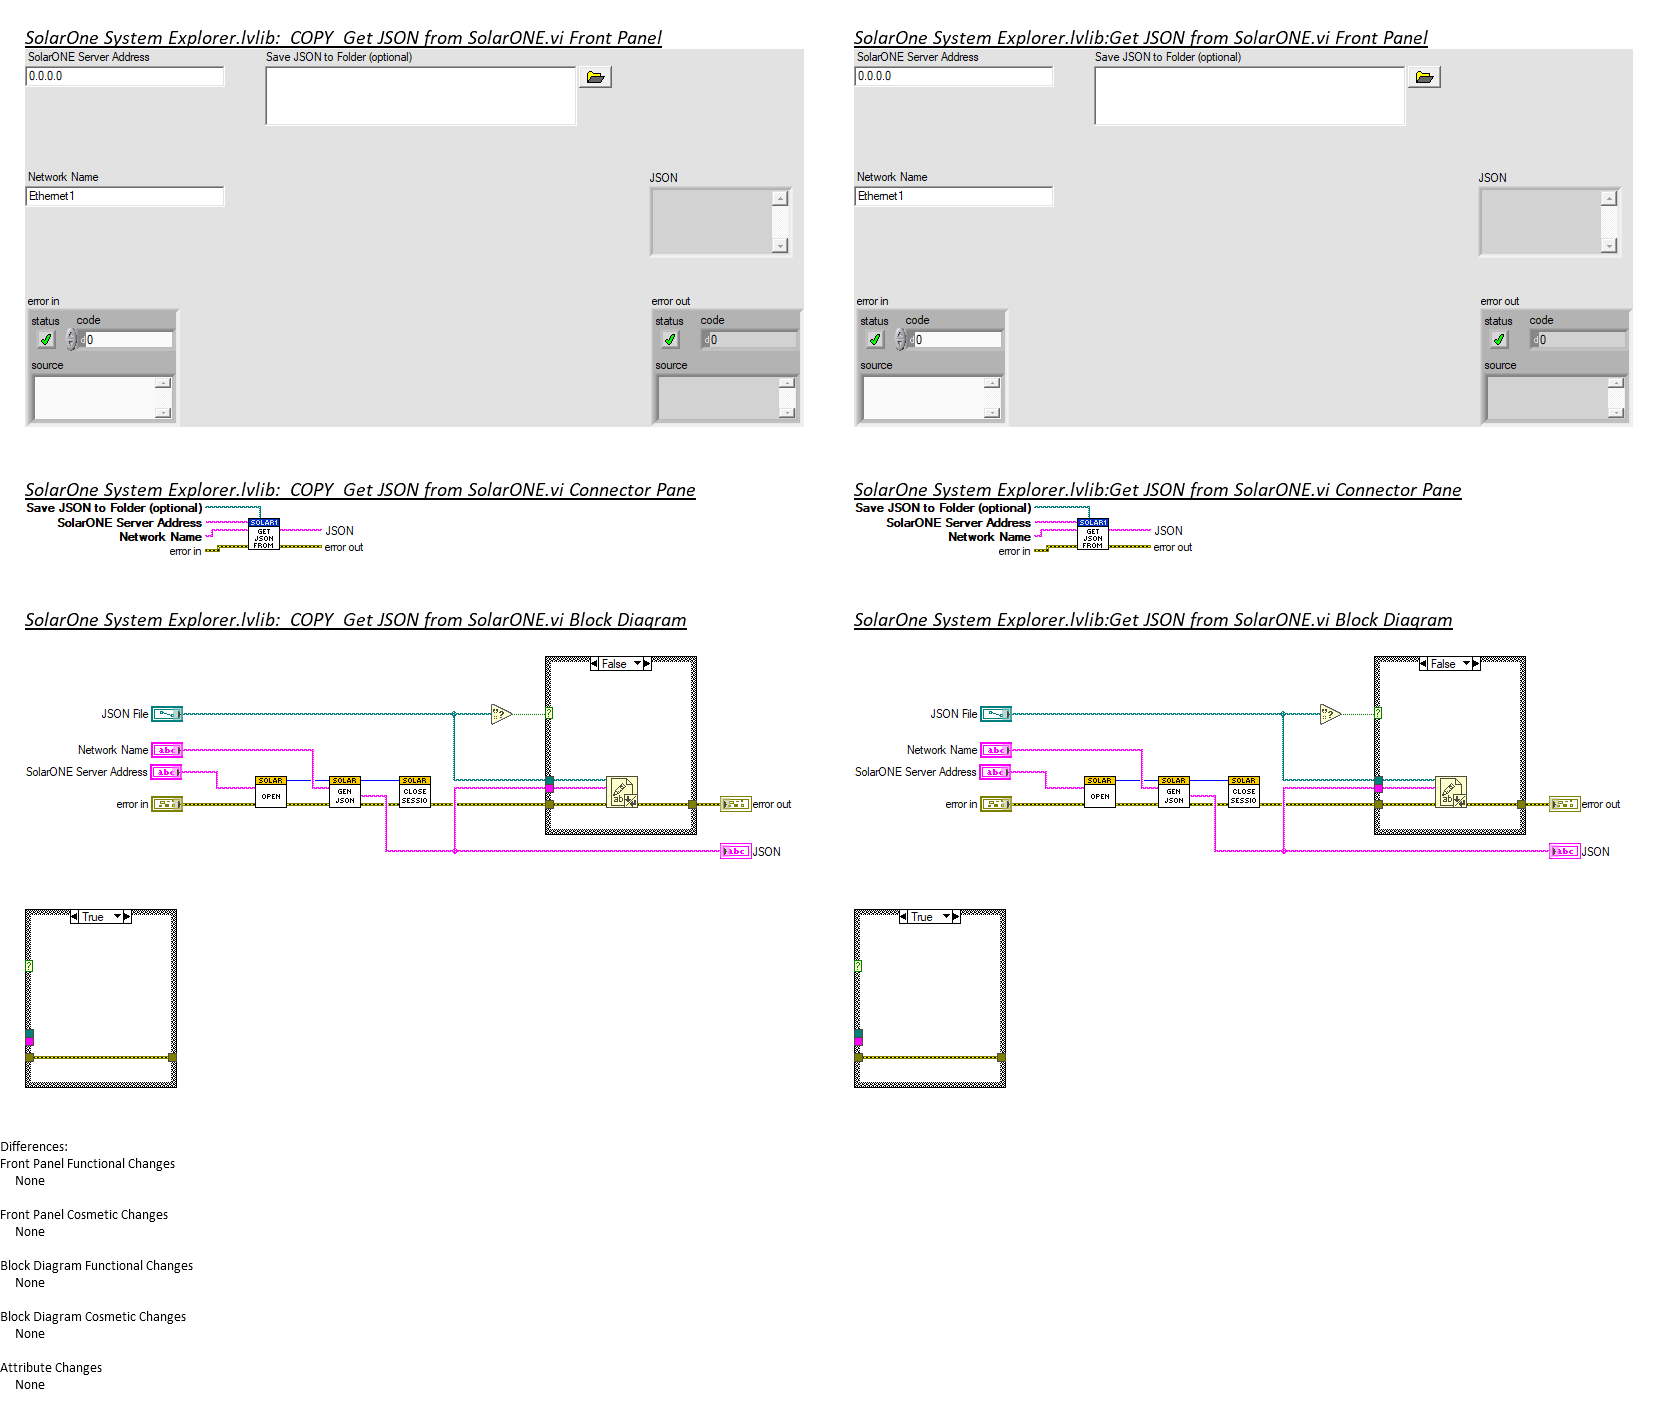 SolarOne System Explorer.lvlib:  COPY  Get JSON from SolarONE.vi Front Panel
SolarONE Server Address
0.0.0.0
Save JSON to Folder (optional)
Network Name
Ethernet1
JSON
error in
status
code
d
0
source
error out
status
code
d
0
source
SolarOne System Explorer.lvlib:Get JSON from SolarONE.vi Front Panel
SolarONE Server Address
0.0.0.0
Save JSON to Folder (optional)
Network Name
Ethernet1
JSON
error in
status
code
d
0
source
error out
status
code
d
0
source
SolarOne System Explorer.lvlib:  COPY  Get JSON from SolarONE.vi Connector Pane
Save JSON to Folder (optional)
SolarONE Server Address
Network Name
error in
SOLAR1
GET
JSON
FROM
JSON
error out
SolarOne System Explorer.lvlib:Get JSON from SolarONE.vi Connector Pane
Save JSON to Folder (optional)
SolarONE Server Address
Network Name
error in
SOLAR1
GET
JSON
FROM
JSON
error out
SolarOne System Explorer.lvlib:  COPY  Get JSON from SolarONE.vi Block Diagram
False
JSON File
?
?
Network Name
abc
SolarONE Server Address
abc
error in
SOLAR
OPEN
SOLAR
GEN
JSON
SOLAR
CLOSE
SESSIO
ab
error out
abc
JSON
True
?
SolarOne System Explorer.lvlib:Get JSON from SolarONE.vi Block Diagram
False
JSON File
?
?
Network Name
abc
SolarONE Server Address
abc
error in
SOLAR
OPEN
SOLAR
GEN
JSON
SOLAR
CLOSE
SESSIO
ab
error out
abc
JSON
True
?
Differences:
Front Panel Functional Changes
None
Front Panel Cosmetic Changes
None
Block Diagram Functional Changes
None
Block Diagram Cosmetic Changes
None
Attribute Changes
None